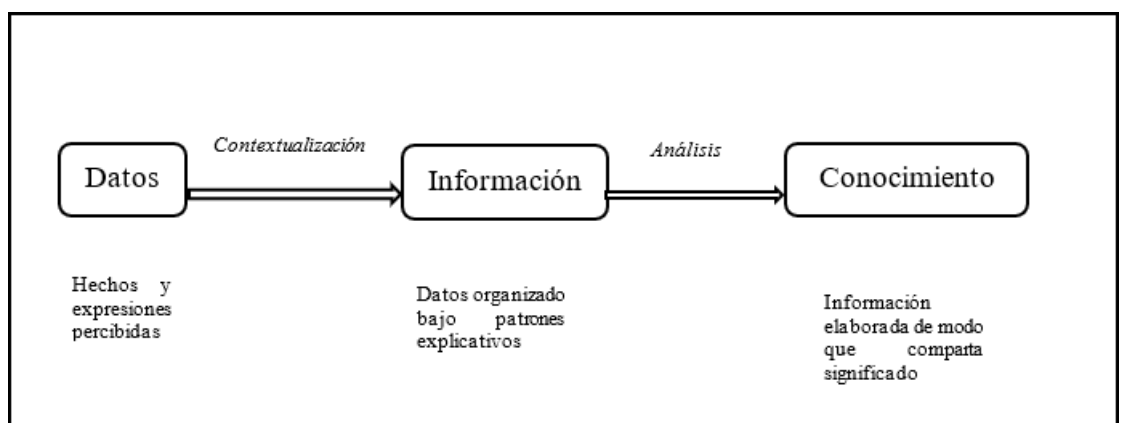 Contextualización
Análisis
Datos
Información
Conocimiento
Hechos y
expresiones
percibidas
Datos organizado
bajo patrones
explicativos
Información
elaborada de modo
que comparta
significado